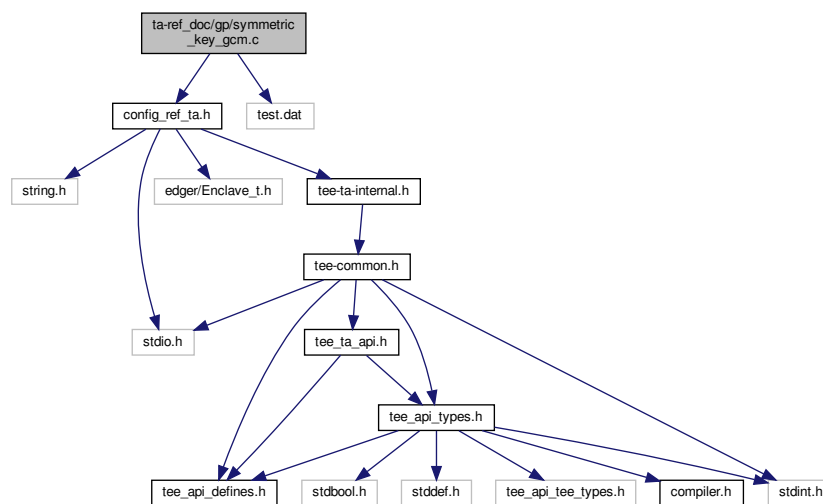 ta-ref_doc/gp/symmetric
_key_gcm.c
config_ref_ta.h
test.dat
string.h
edger/Enclave_t.h
tee-ta-internal.h
tee-common.h
stdio.h
tee_ta_api.h
tee_api_types.h
tee_api_defines.h
stdbool.h
stddef.h
tee_api_tee_types.h
compiler.h
stdint.h